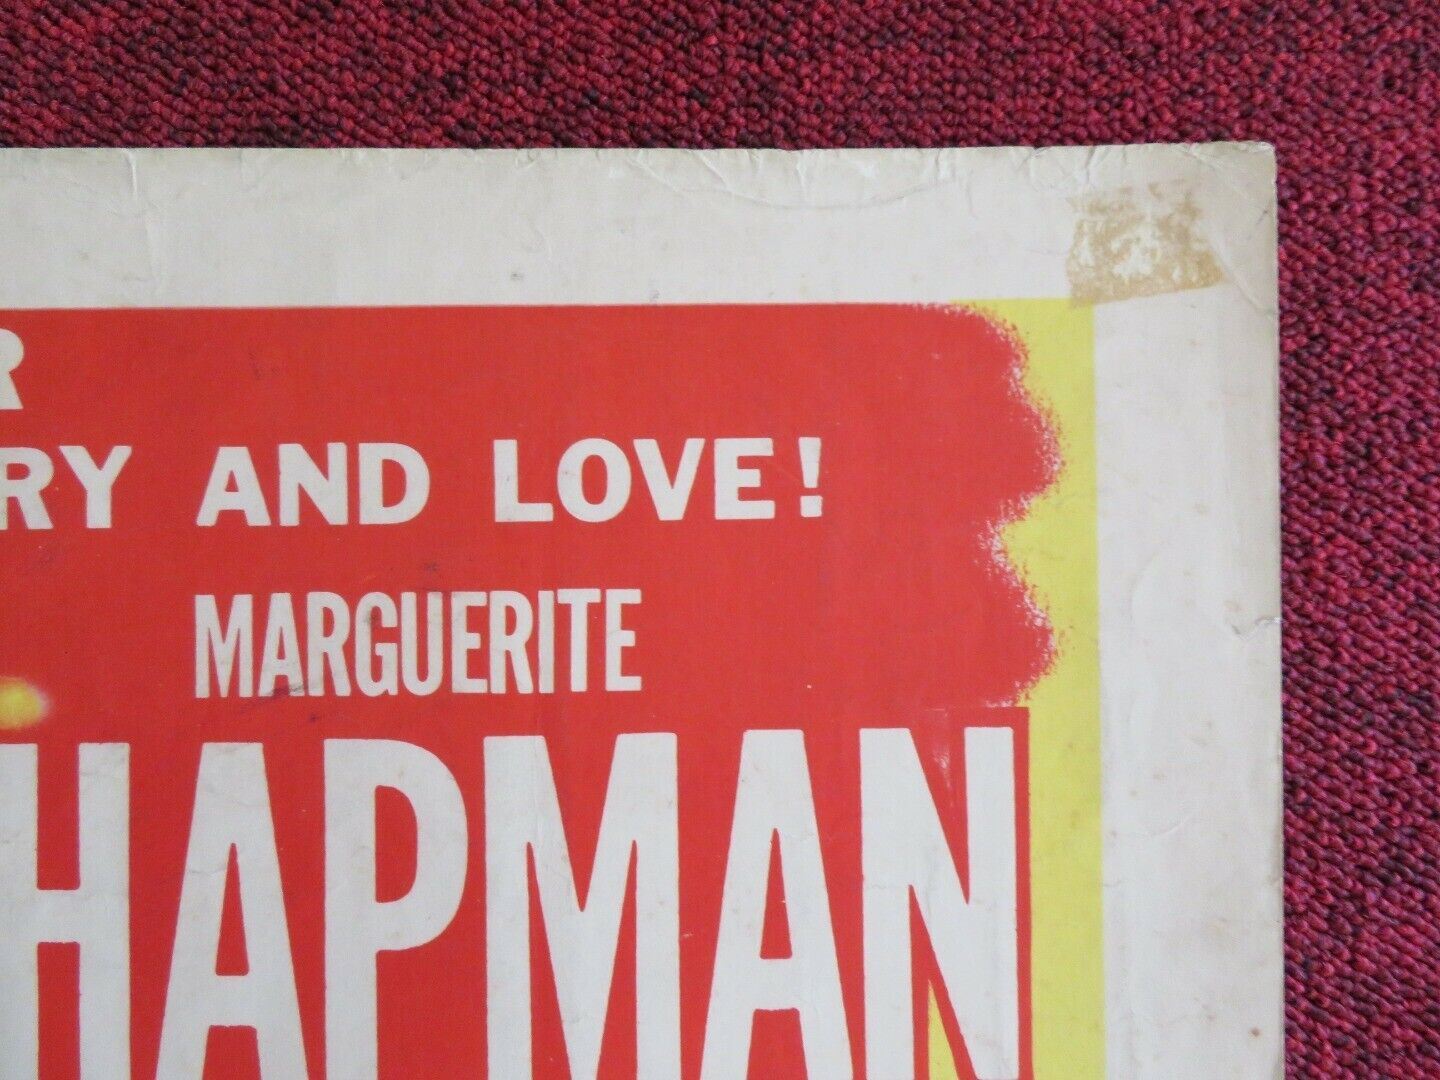 R
RY AND LOVE!
MARGUERITE
HAPMAN